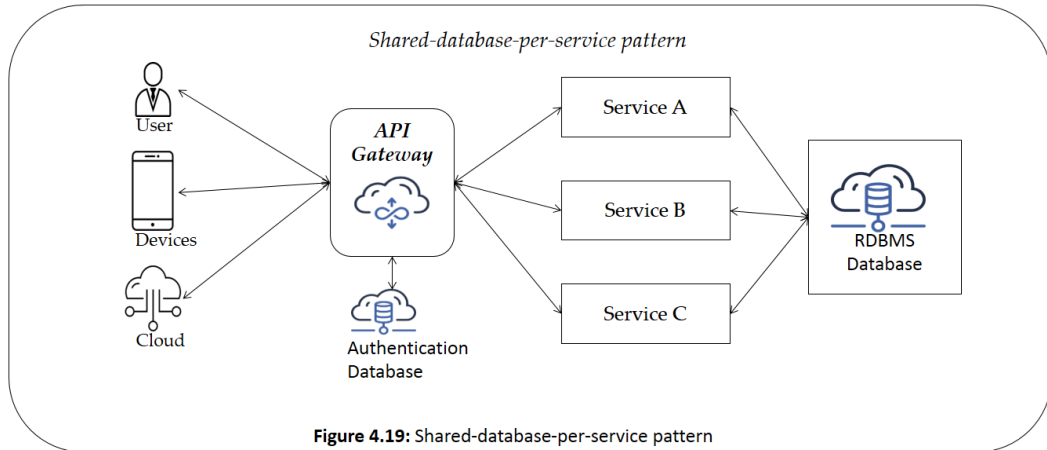 Shared-database-per-service pattern
User
Devices
Cloud
API
Gateway
Authentication
Database
Service A
Service B
Service C
RDBMS
Database
Figure 4.19: Shared-database-per-service pattern